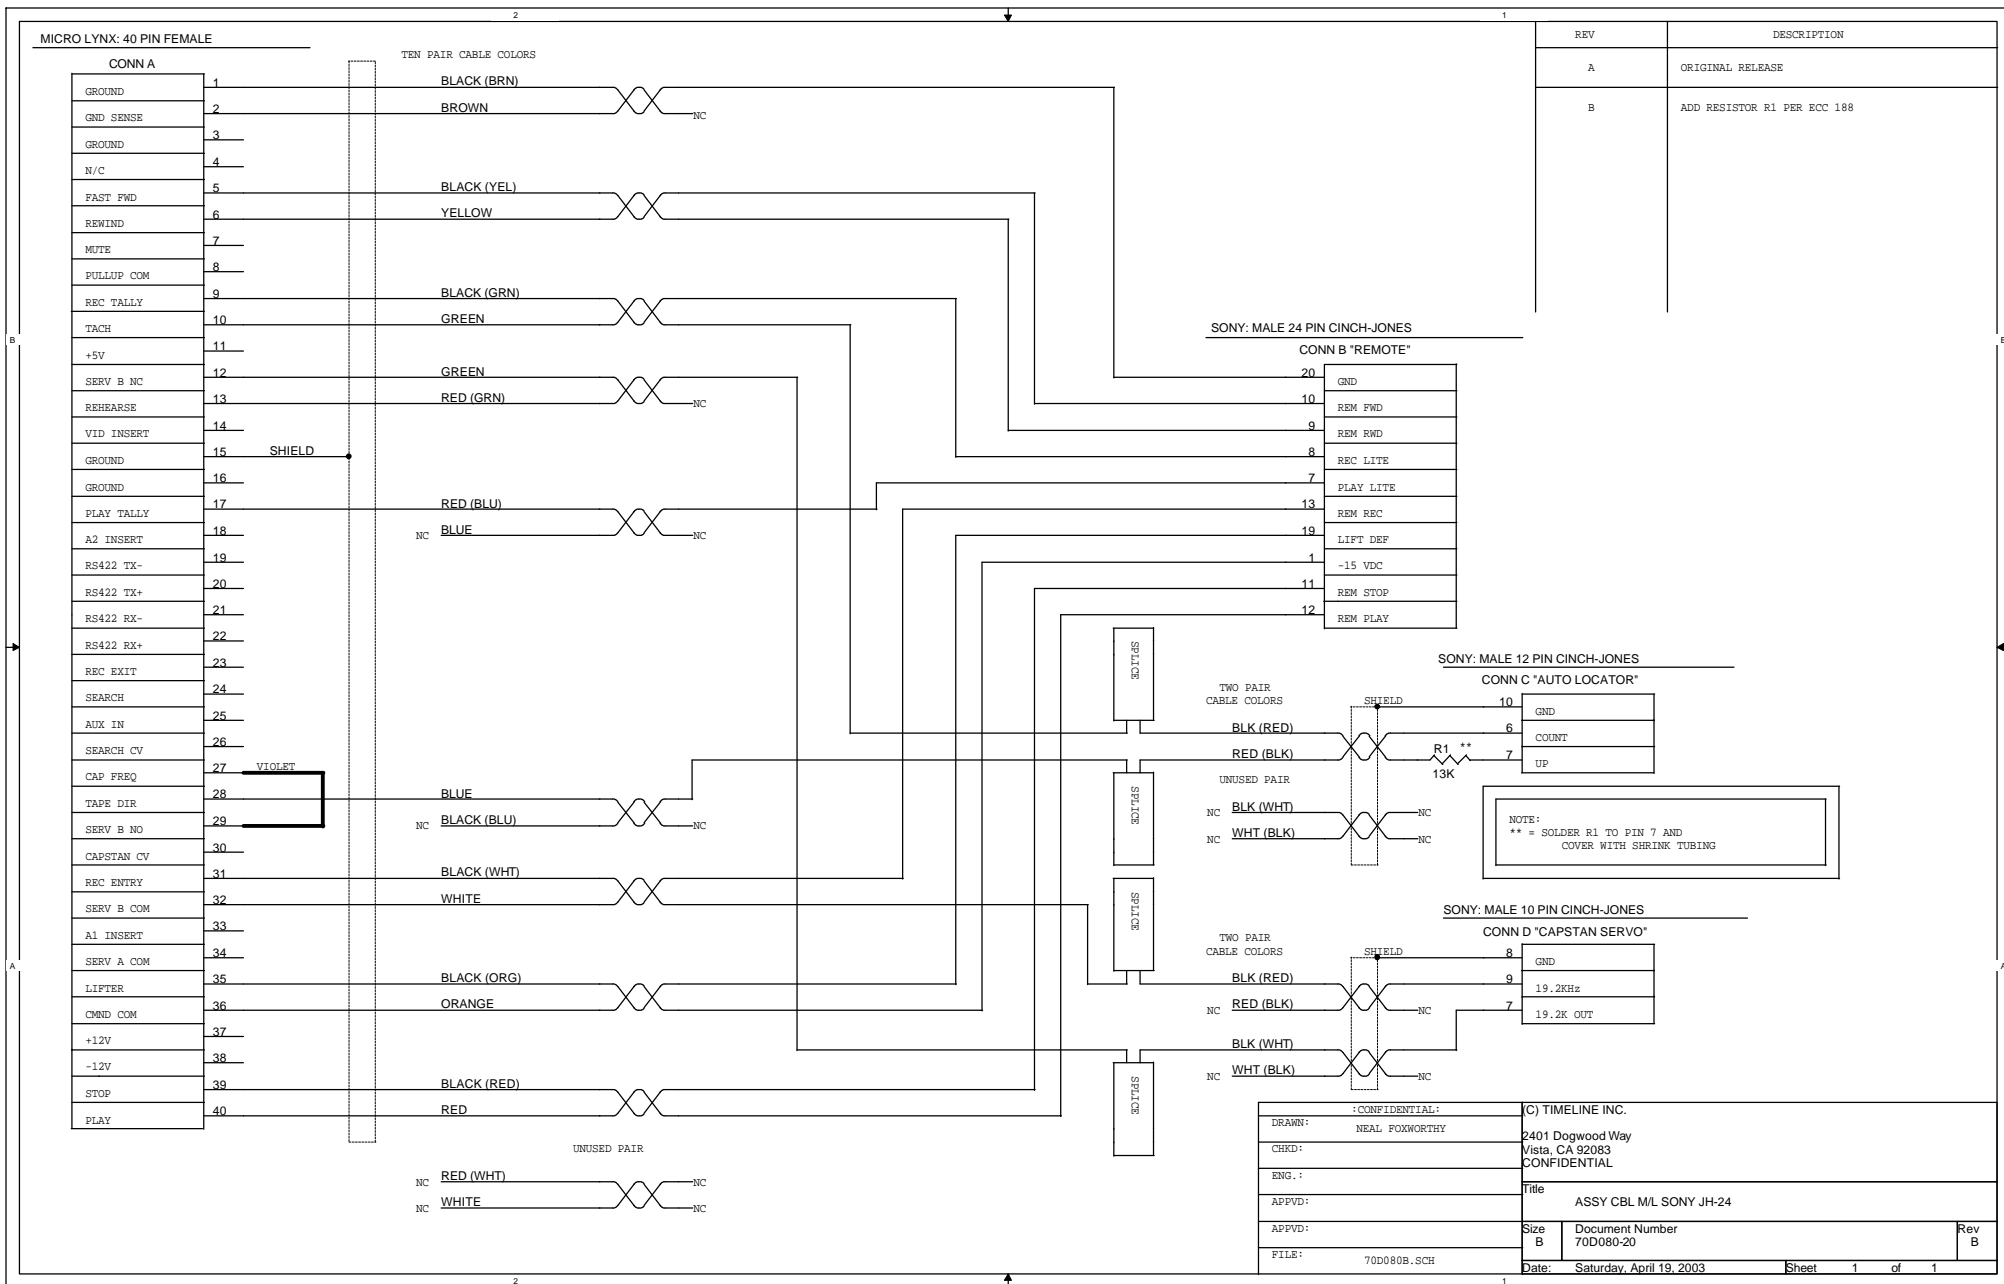 2
1
MICRO LYNX: 40 PIN FEMALE
CONN A
TEN PAIR CABLE COLORS
GROUND 1 BLACK (BRN)
GND SENSE 2 BROWN NC
GROUND 3
N/C 4
FAST FWD 5 BLACK (YEL)
REWIND 6 YELLOW
MUTE 7
PULLUP COM 8
REC TALLY 9 BLACK (GRN)
TACH 10 GREEN
+5V 11
SERV B NC 12 GREEN
REHEARSE 13 RED (GRN) NC
VID INSERT 14
GROUND 15 SHIELD
GROUND 16
PLAY TALLY 17 RED (BLU)
A2 INSERT 18 NC BLUE NC
RS422 TX- 19
RS422 TX+ 20
RS422 RX- 21
RS422 RX+ 22
REC EXIT 23
SEARCH 24
AUX IN 25
SEARCH CV 26
CAP FREQ 27 VIOLET
TAPE DIR 28 BLUE
SERV B NO 29 NC BLACK (BLU) NC
CAPSTAN CV 30
REC ENTRY 31 BLACK (WHT)
SERV B COM 32 WHITE
A1 INSERT 33
SERV A COM 34
LIFTER 35 BLACK (ORG)
CMND COM 36 ORANGE
+12V 37
-12V 38
STOP 39 BLACK (RED)
PLAY 40 RED
UNUSED PAIR
NC RED (WHT) NC
NC WHITE NC
REV DESCRIPTION
A ORIGINAL RELEASE
B ADD RESISTOR R1 PER ECC 188
SONY: MALE 24 PIN CINCH-JONES
CONN B "REMOTE"
20 GND
10 REM FWD
9 REM RWD
8 REC LITE
7 PLAY LITE
13 REM REC
19 LIFT DEF
1 -15 VDC
11 REM STOP
12 REM PLAY
SPLICE
SPLICE
SPLICE
SPLICE
SONY: MALE 12 PIN CINCH-JONES
CONN C "AUTO LOCATOR"
TWO PAIR
CABLE COLORS
SHIELD 10 GND
BLK (RED) 6 COUNT
RED (BLK) R1 ** 13K 7 UP
UNUSED PAIR
NC BLK (WHT) NC
NC WHT (BLK) NC
NOTE:
** = SOLDER R1 TO PIN 7 AND
COVER WITH SHRINK TUBING
SONY: MALE 10 PIN CINCH-JONES
CONN D "CAPSTAN SERVO"
TWO PAIR
CABLE COLORS
SHIELD 8 GND
BLK (RED) 9 19.2KHz
NC RED (BLK) NC 7 19.2K OUT
BLK (WHT)
NC WHT (BLK) NC
:CONFIDENTIAL:
DRAWN: NEAL FOXWORTHY
CHKD:
ENG.:
APPVD:
APPVD:
FILE: 70D080B.SCH
(C) TIMELINE INC.
2401 Dogwood Way
Vista, CA 92083
CONFIDENTIAL
Title
ASSY CBL M/L SONY JH-24
Size Document Number Rev
B 70D080-20 B
Date: Saturday, April 19, 2003 Sheet 1 of 1
B
B
A
A
2
1